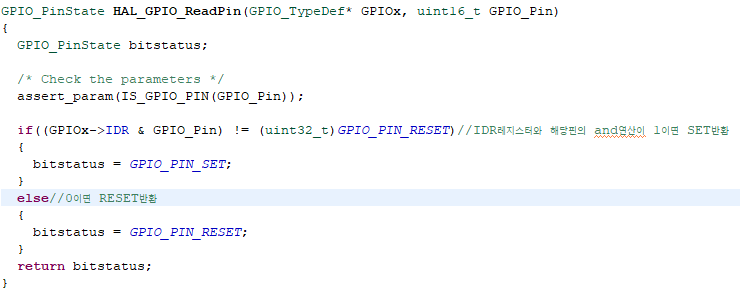 GPIO_PinState HAL_GPIO_ReadPin(GPIO_TypeDef* GPIOx, uint16_t GPIO_Pin)
{
  GPIO_PinState bitstatus;

  /* Check the parameters */
  assert_param(IS_GPIO_PIN(GPIO_Pin));

  if((GPIOx->IDR & GPIO_Pin) != (uint32_t)GPIO_PIN_RESET)//IDR레지스터와 해당핀의 and연산이 1이면 SET반환
  {
    bitstatus = GPIO_PIN_SET;
  }
  else//0이면 RESET반환
  {
    bitstatus = GPIO_PIN_RESET;
  }
  return bitstatus;
}